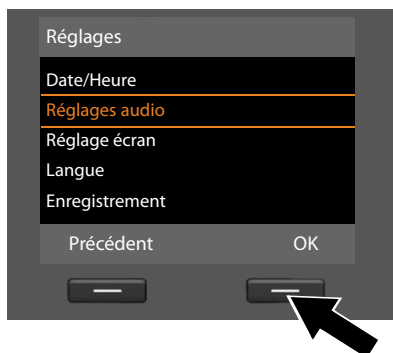 Réglages
Date/Heure
Réglages audio
Réglage écran
Langue
Enregistrement
Précédent OK